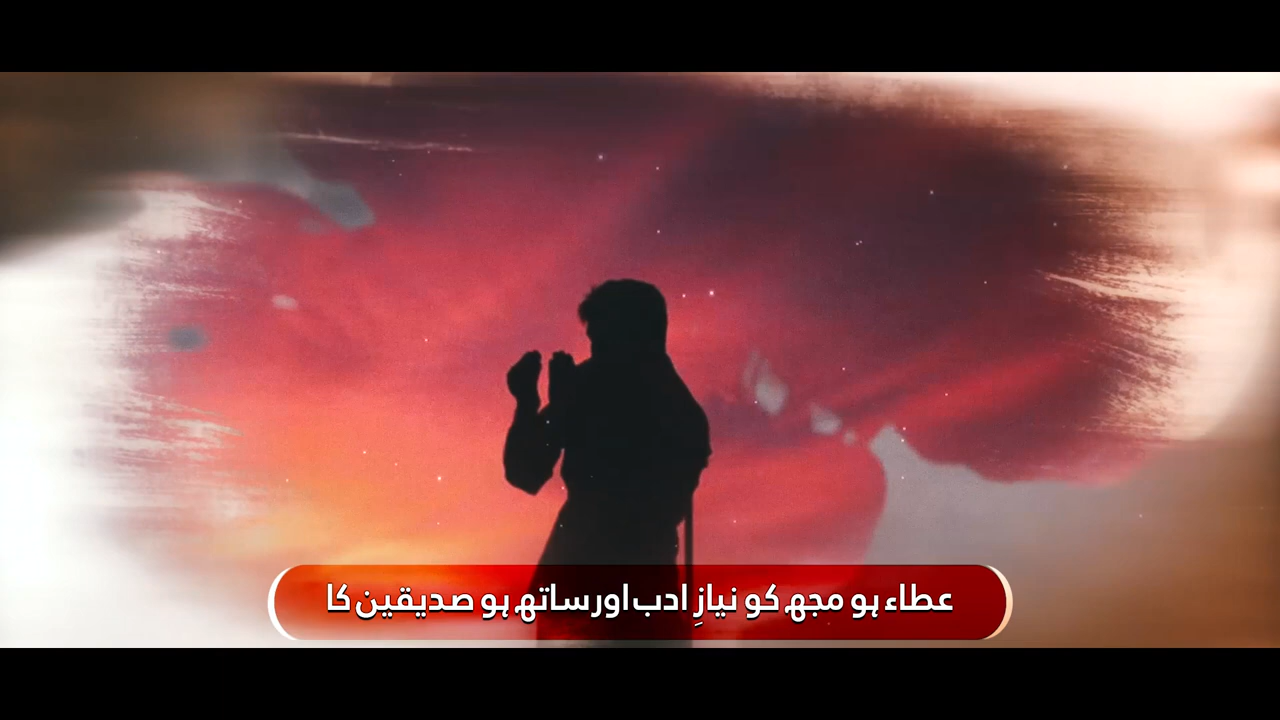 عطاء ہو مجھ کو نیازِ ادب اور ساتھ ہو صدیقین کا